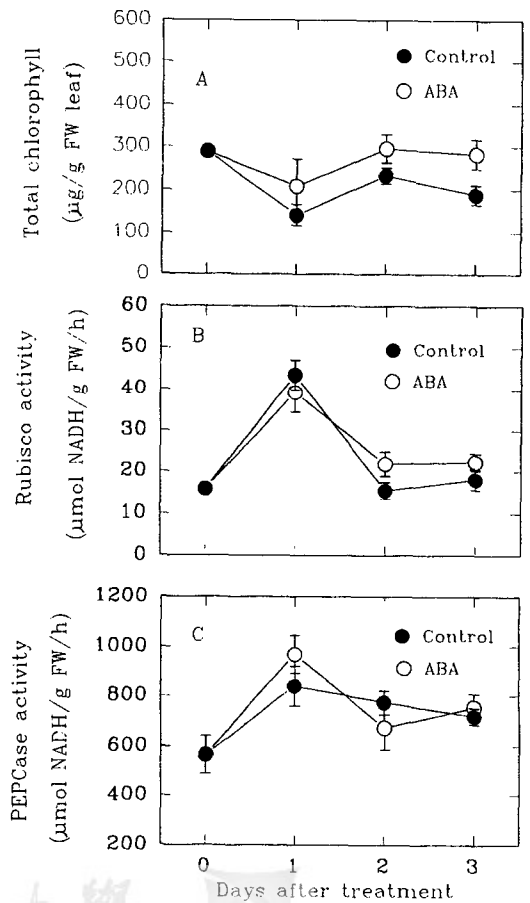 600
500
400
300
200
100
0
Total chlorophyll
(µg/g FW leaf)
A
Control
ABA
60
50
40
30
20
10
0
Rubisco activity
(µmol NADH/g FW/h)
B
Control
ABA
1200
1000
800
600
400
200
PEPCase activity
(µmol NADH/g FW/h)
C
Control
ABA
0 1 2 3
Days after treatment